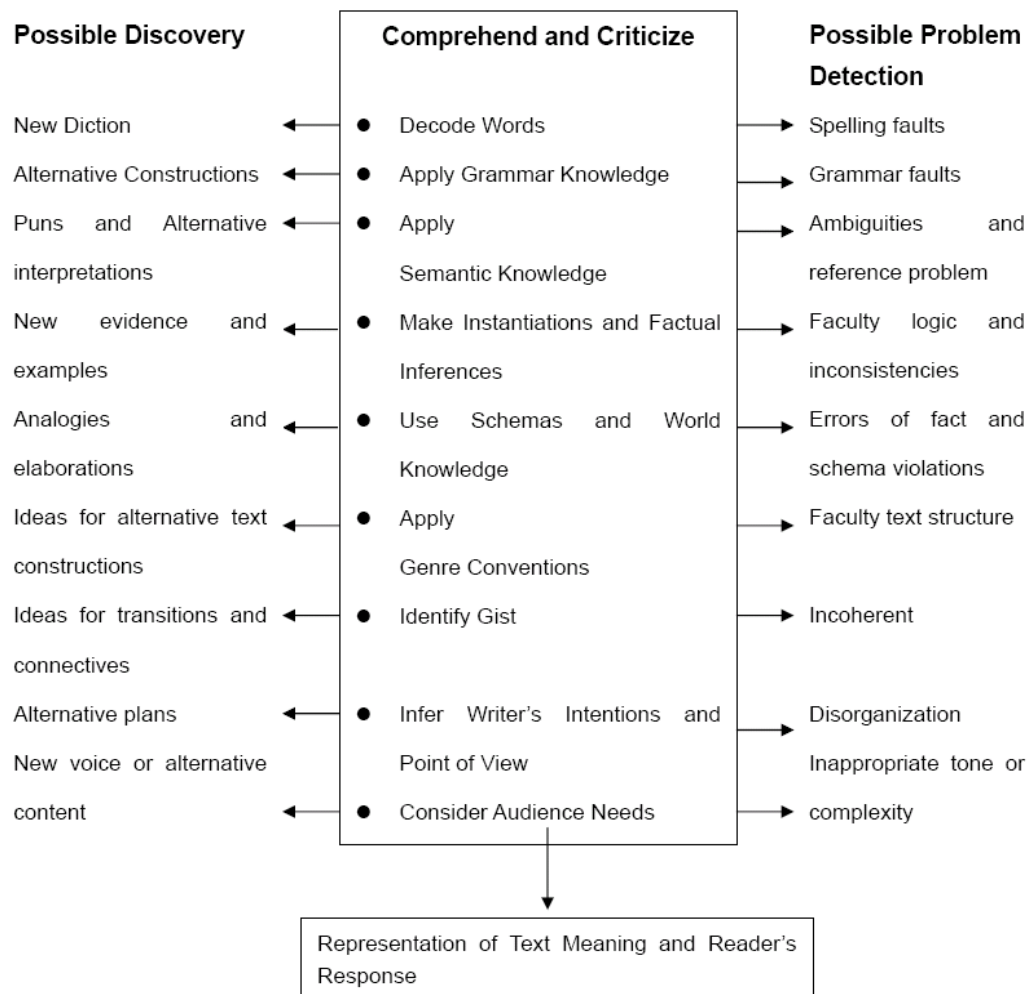 Possible Discovery
Comprehend and Criticize
Possible Problem
Detection
New Diction
Decode Words
Spelling faults
Alternative Constructions
Apply Grammar Knowledge
Grammar faults
Puns and Alternative
interpretations
Apply
Semantic Knowledge
Ambiguities and
reference problem
New evidence and
examples
Make Instantiations and Factual
Inferences
Faculty logic and
inconsistencies
Analogies and
elaborations
Use Schemas and World
Knowledge
Errors of fact and
schema violations
Ideas for alternative text
constructions
Apply
Genre Conventions
Faculty text structure
Ideas for transitions and
connectives
Identify Gist
Incoherent
Alternative plans
Infer Writer's Intentions and
Point of View
Disorganization
New voice or alternative
content
Consider Audience Needs
Inappropriate tone or
complexity
Representation of Text Meaning and Reader's
Response